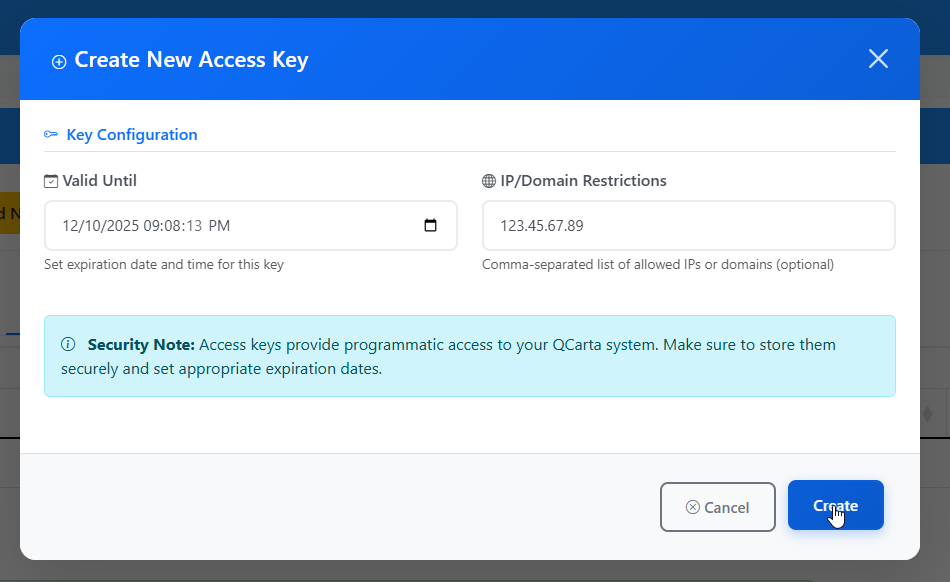 Create New Access Key
Key Configuration
Valid Until
IP/Domain Restrictions
12/10/2025 09:08:13 PM
123.45.67.89
Set expiration date and time for this key
Comma-separated list of allowed IPs or domains (optional)
Security Note: Access keys provide programmatic access to your QCarta system. Make sure to store them
securely and set appropriate expiration dates.
Cancel
Create